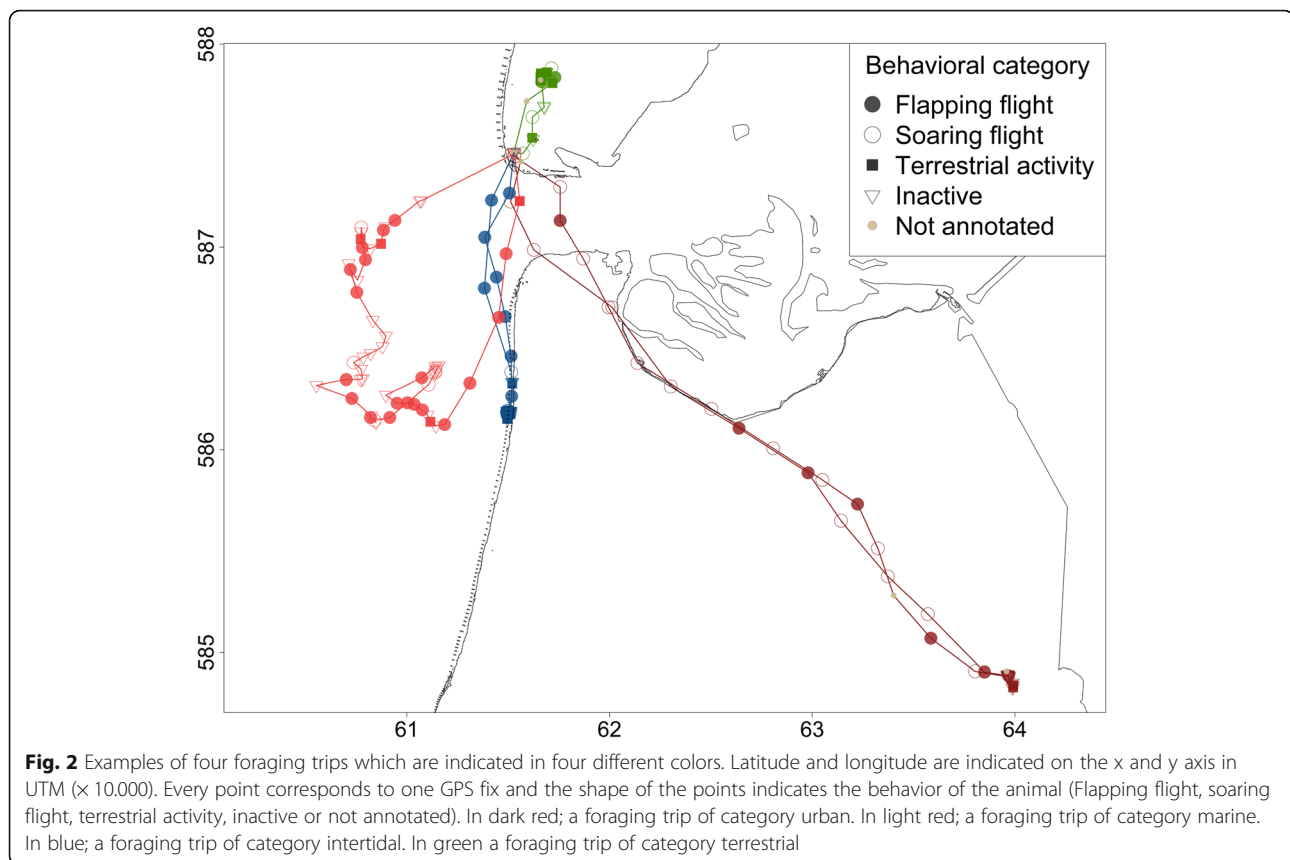 588
587
586
585
61
62
63
64
Behavioral category
Flapping flight
Soaring flight
Terrestrial activity
Inactive
Not annotated
Fig. 2 Examples of four foraging trips which are indicated in four different colors. Latitude and longitude are indicated on the x and y axis in
UTM (× 10.000). Every point corresponds to one GPS fix and the shape of the points indicates the behavior of the animal (Flapping flight, soaring
flight, terrestrial activity, inactive or not annotated). In dark red; a foraging trip of category urban. In light red; a foraging trip of category marine.
In blue; a foraging trip of category intertidal. In green a foraging trip of category terrestrial